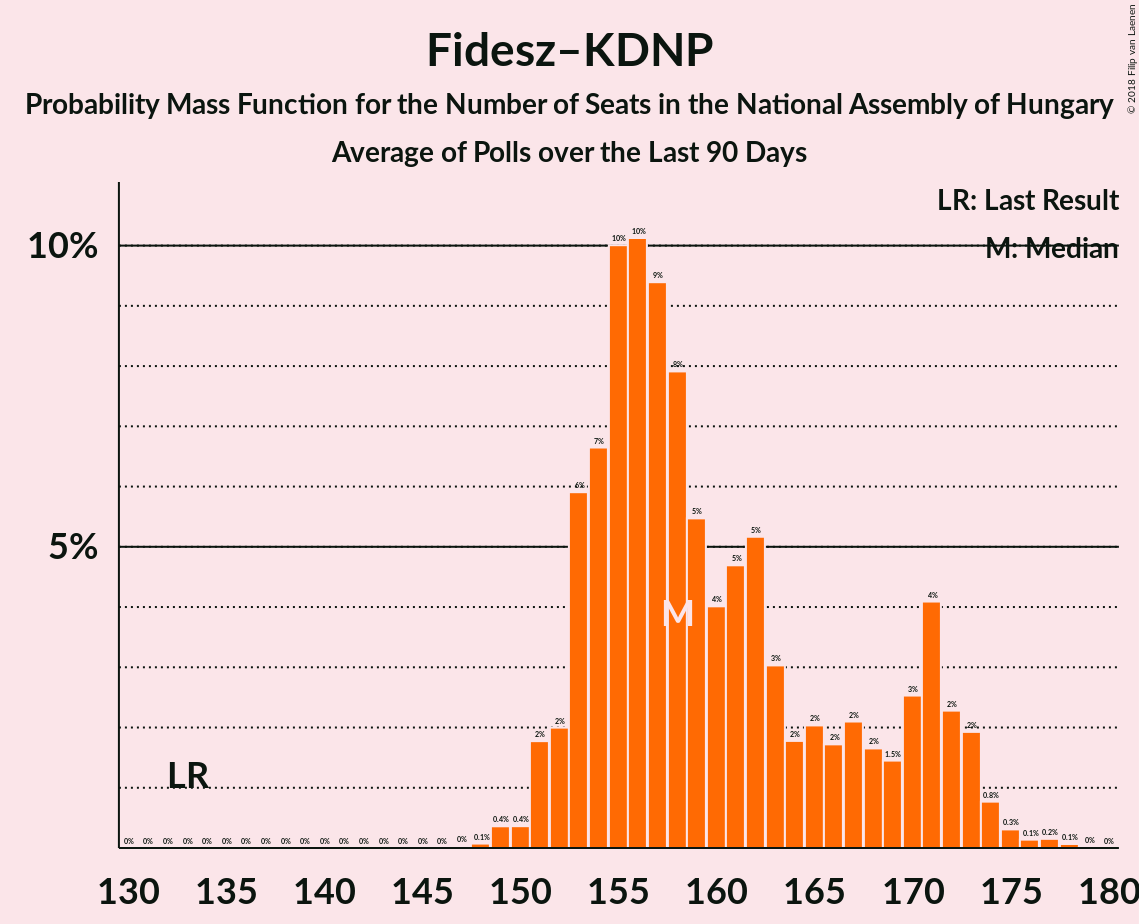 Fidesz–KDNP
Probability Mass Function for the Number of Seats in the National Assembly of Hungary
Average of Polls over the Last 90 Days
© 2018 Filip van Laenen
LR: Last Result
M: Median
10%
5%
0% 0% 0% 0% 0% 0% 0% 0% 0% 0% 0% 0% 0% 0% 0% 0% 0% 0% 0.1% 0.4% 0.4% 2% 2% 6% 7% 10% 10% 9% 8% 5% 4% 5% 5% 3% 2% 2% 2% 2% 2% 1.5% 3% 4% 2% 2% 0.8% 0.3% 0.1% 0.2% 0.1% 0% 0%
M
LR
130 135 140 145 150 155 160 165 170 175 180